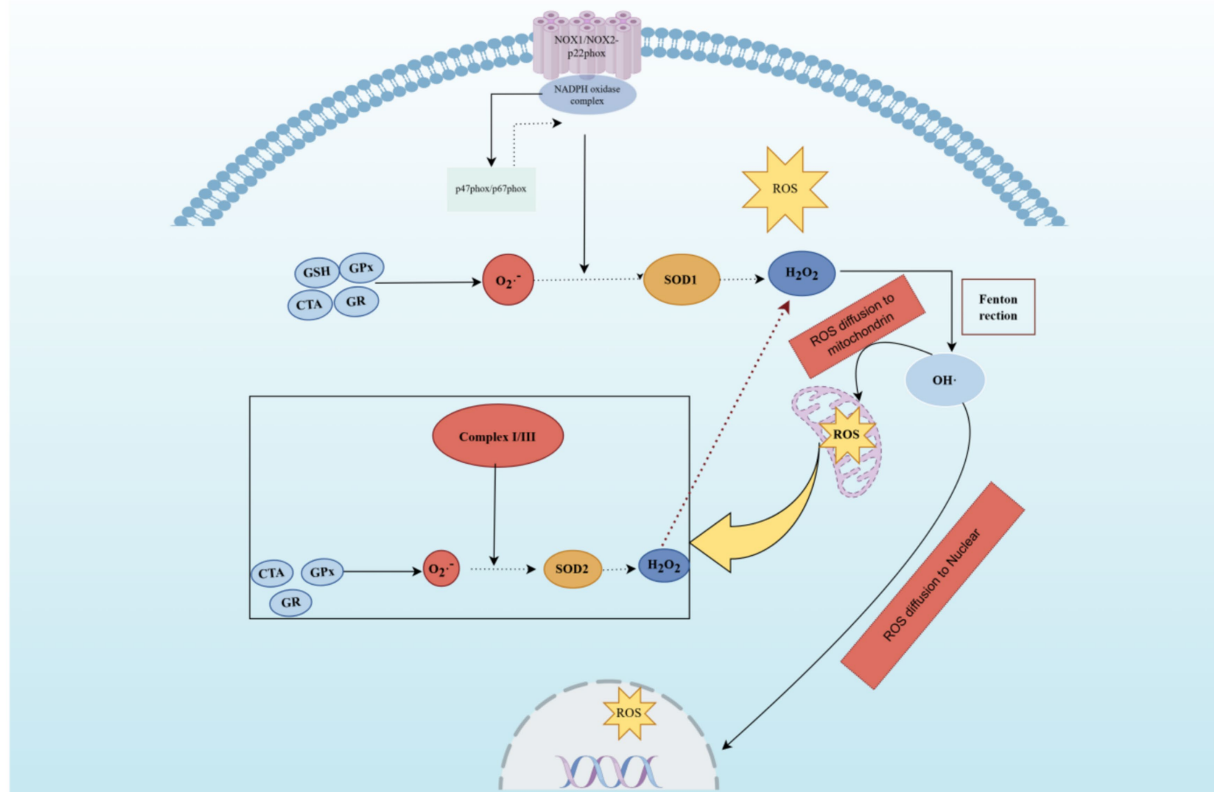 NOX1/NOX2-
p22phox
NADPH oxidase
complex
p47phox/p67phox
ROS
GSH
GPx
CTA
GR
O₂·⁻
SOD1
H₂O₂
Fenton
rection
ROS diffusion to
mitochondrin
OH·
ROS
Complex I/III
CTA
GPx
GR
O₂·⁻
SOD2
H₂O₂
ROS diffusion to Nuclear
ROS